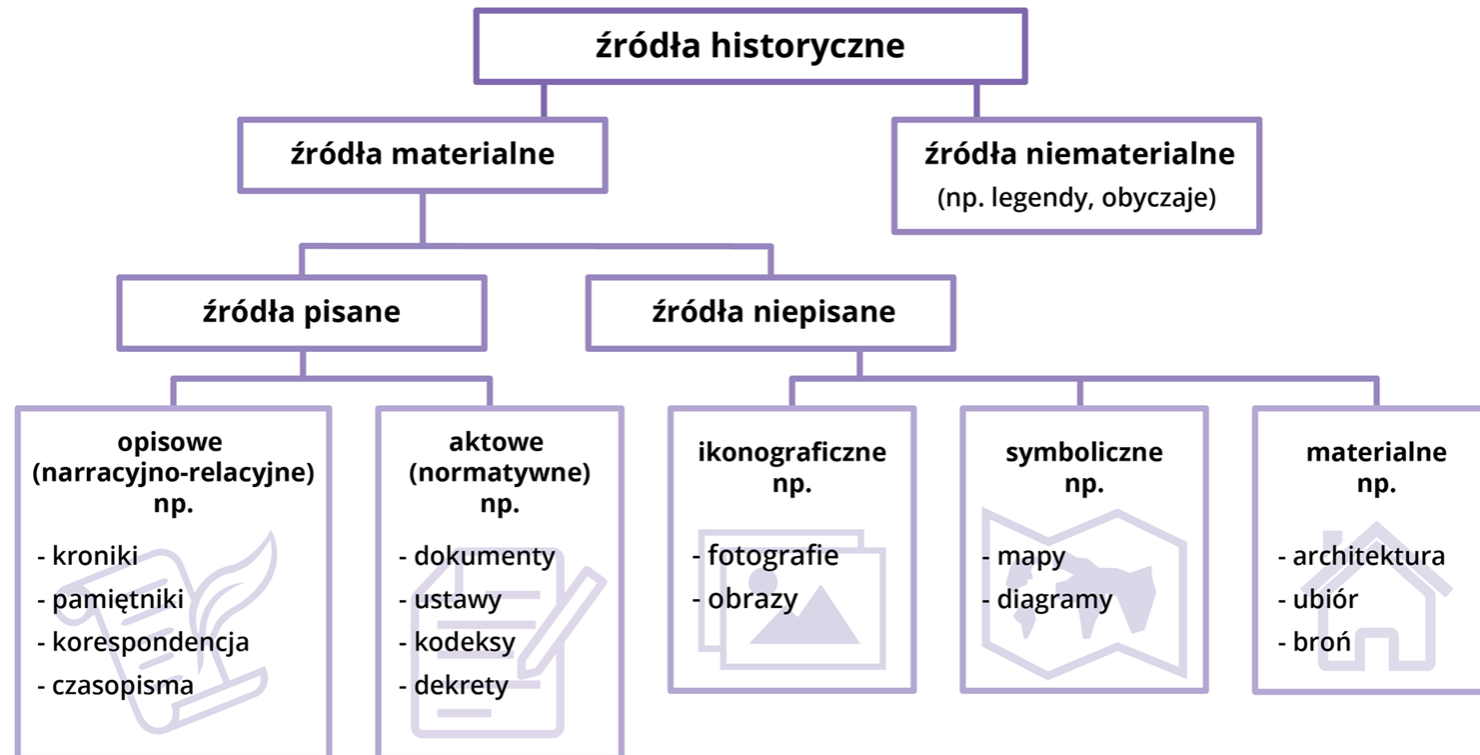 źródła historyczne
źródła materialne
źródła niematerialne
(np. legendy, obyczaje)
źródła pisane
źródła niepisane
opisowe
(narracyjno-relacyjne)
np.
- kroniki
- pamiętniki
- korespondencja
- czasopisma
aktowe
(normatywne)
np.
- dokumenty
- ustawy
- kodeksy
- dekrety
ikonograficzne
np.
- fotografie
- obrazy
symboliczne
np.
- mapy
- diagramy
materialne
np.
- architektura
- ubiór
- broń